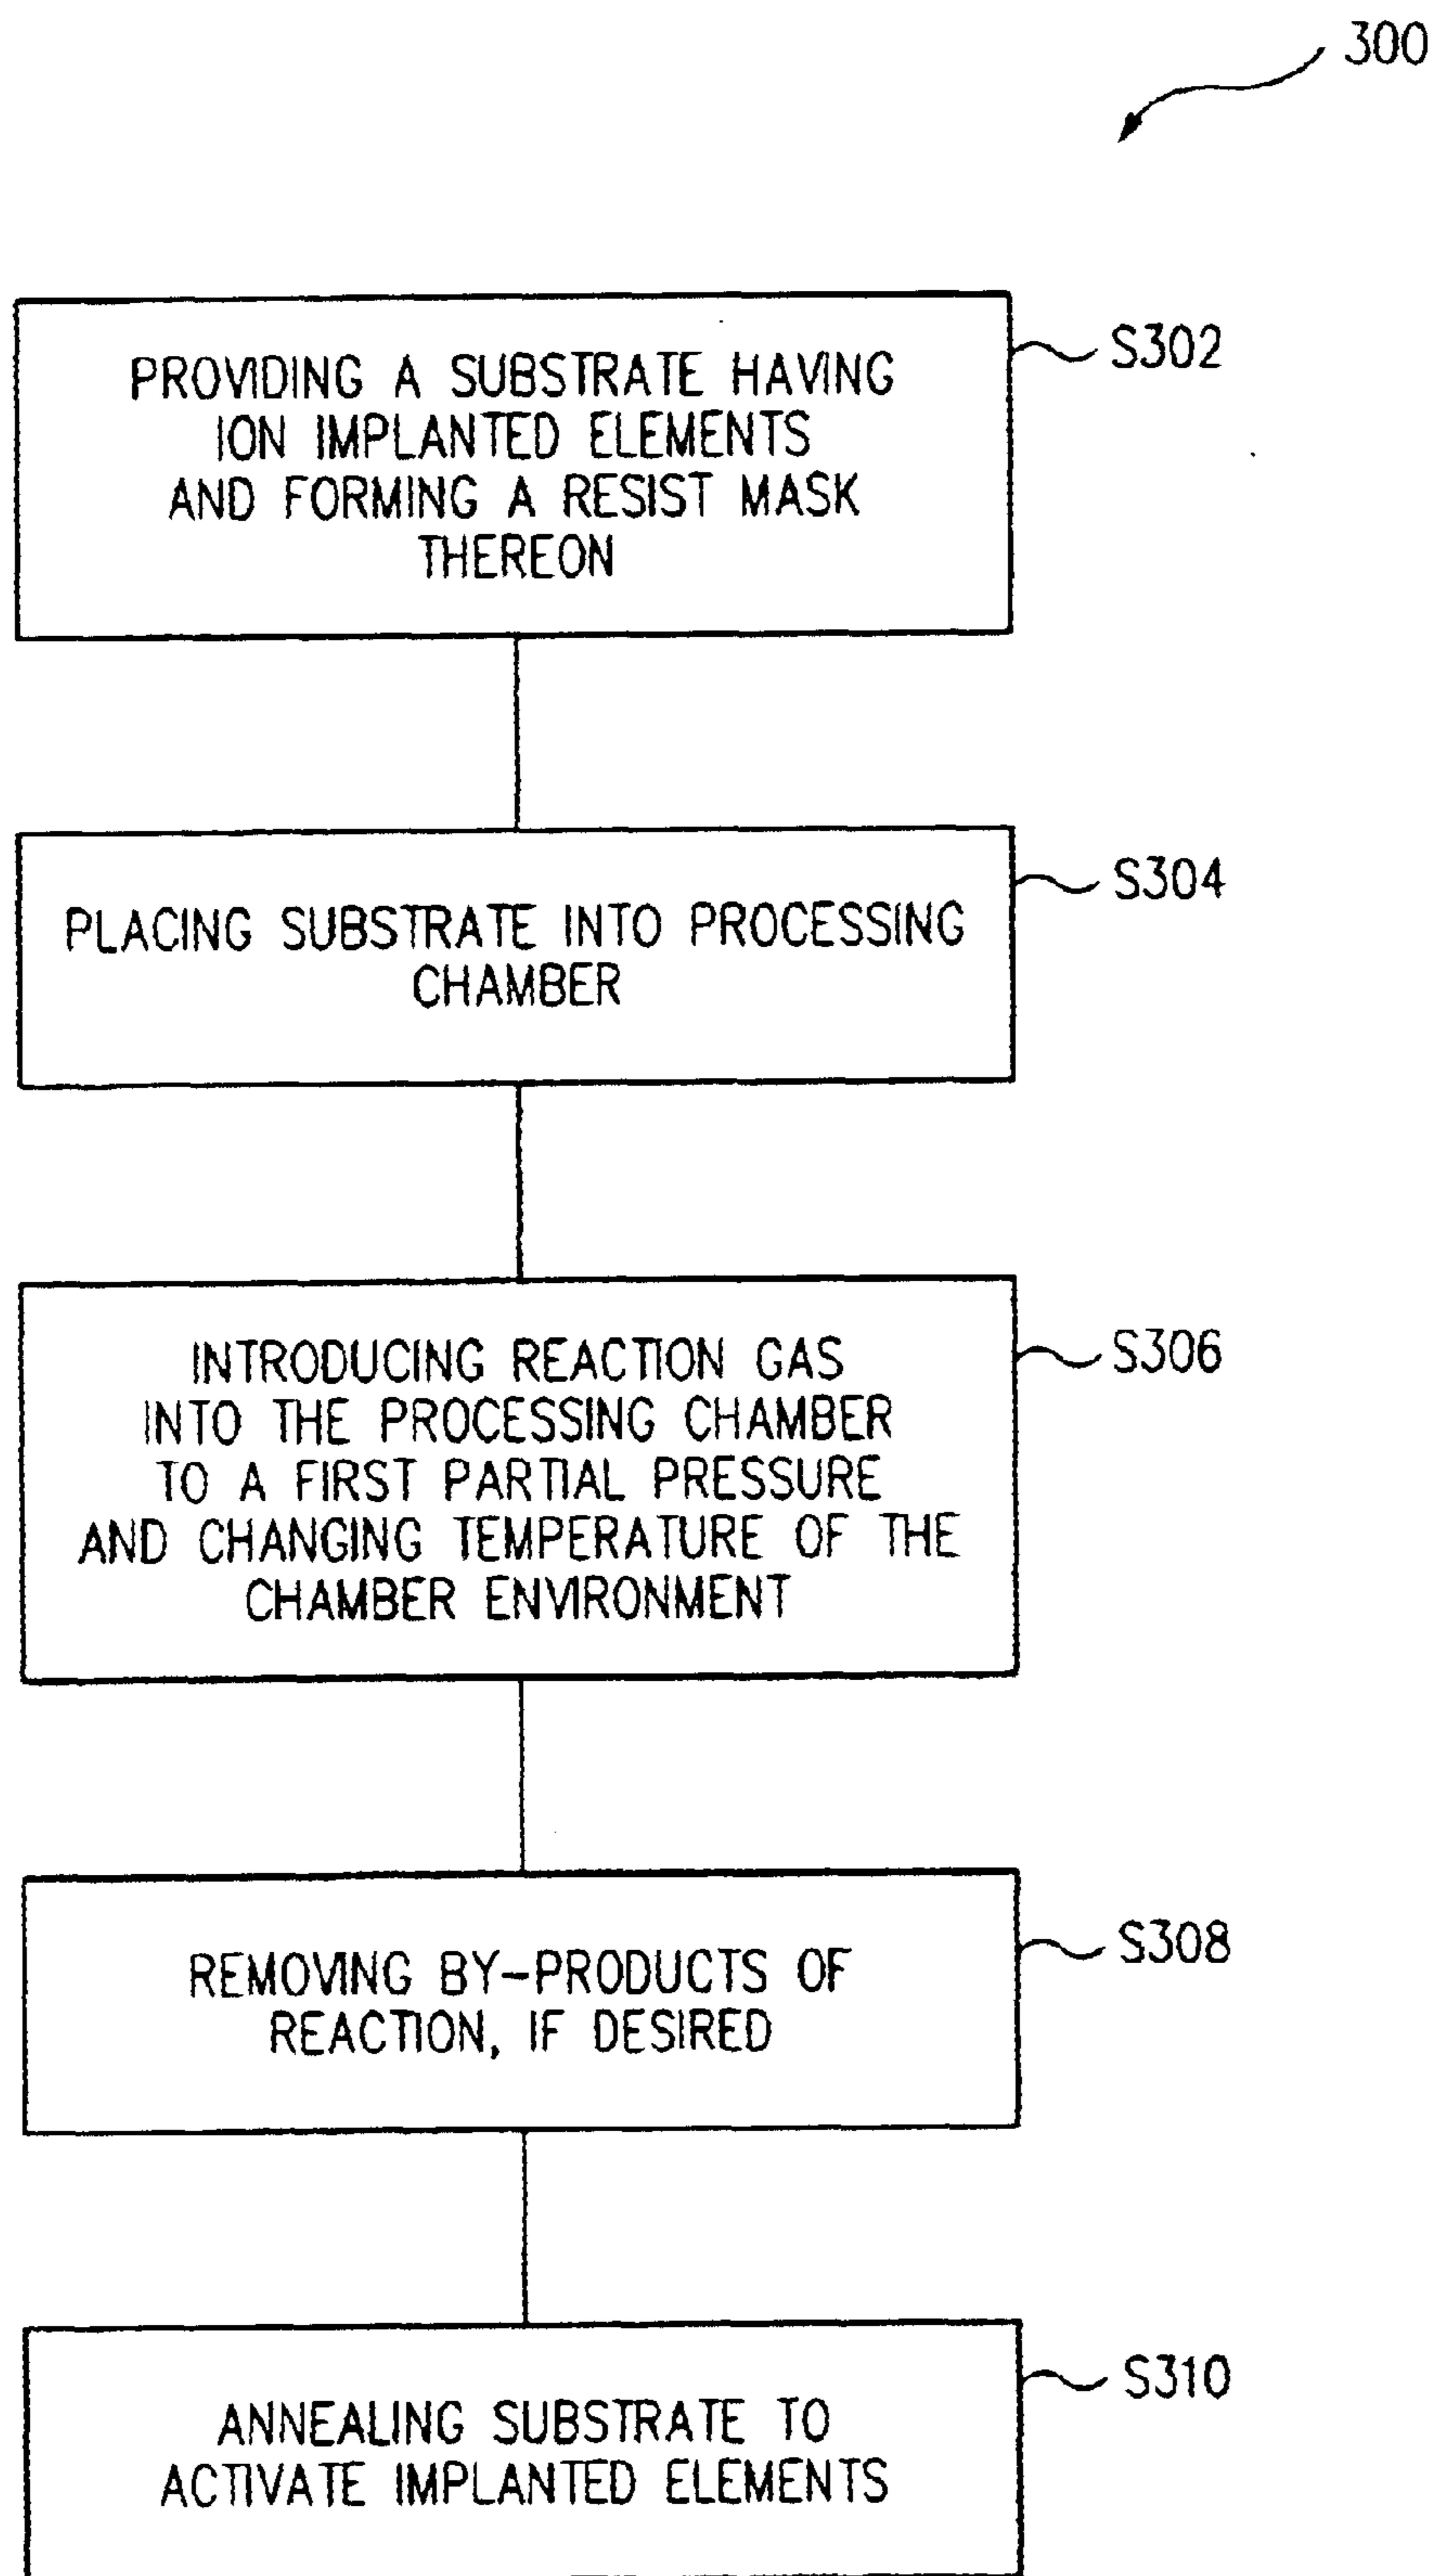 300
PROVIDING A SUBSTRATE HAVING
ION IMPLANTED ELEMENTS
AND FORMING A RESIST MASK
THEREON
S302
PLACING SUBSTRATE INTO PROCESSING
CHAMBER
S304
INTRODUCING REACTION GAS
INTO THE PROCESSING CHAMBER
TO A FIRST PARTIAL PRESSURE
AND CHANGING TEMPERATURE OF THE
CHAMBER ENVIRONMENT
S306
REMOVING BY-PRODUCTS OF
REACTION, IF DESIRED
S308
ANNEALING SUBSTRATE TO
ACTIVATE IMPLANTED ELEMENTS
S310